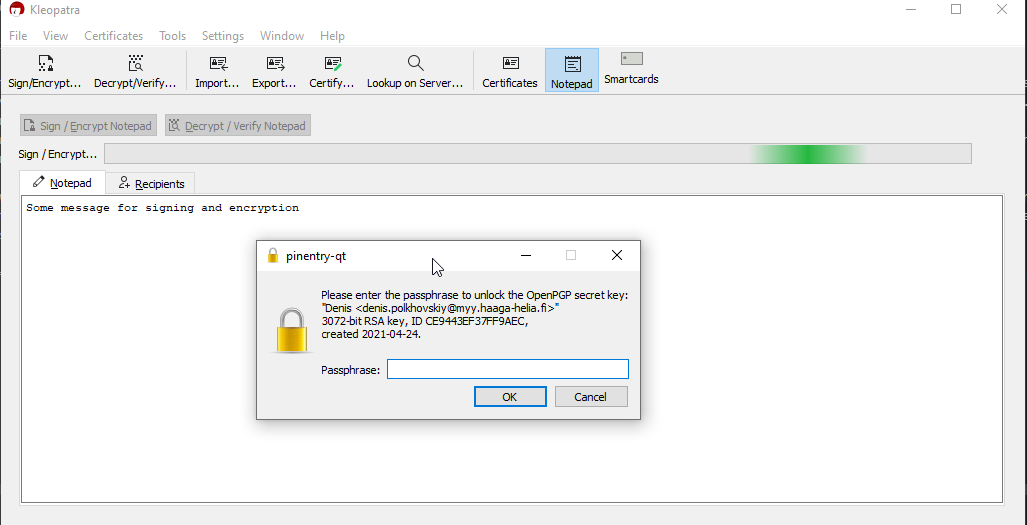 Kleopatra
File View Certificates Tools Settings Window Help
Sign/Encrypt... Decrypt/Verify... Import... Export... Certify... Lookup on Server... Certificates Notepad Smartcards
Sign / Encrypt Notepad Decrypt / Verify Notepad
Sign / Encrypt...
Notepad Recipients
Some message for signing and encryption
pinentry-qt
Please enter the passphrase to unlock the OpenPGP secret key:
"Denis <denis.polkhovskiy@myy.haaga-helia.fi>"
3072-bit RSA key, ID CE9443EF37FF9AEC,
created 2021-04-24.
Passphrase:
OK Cancel